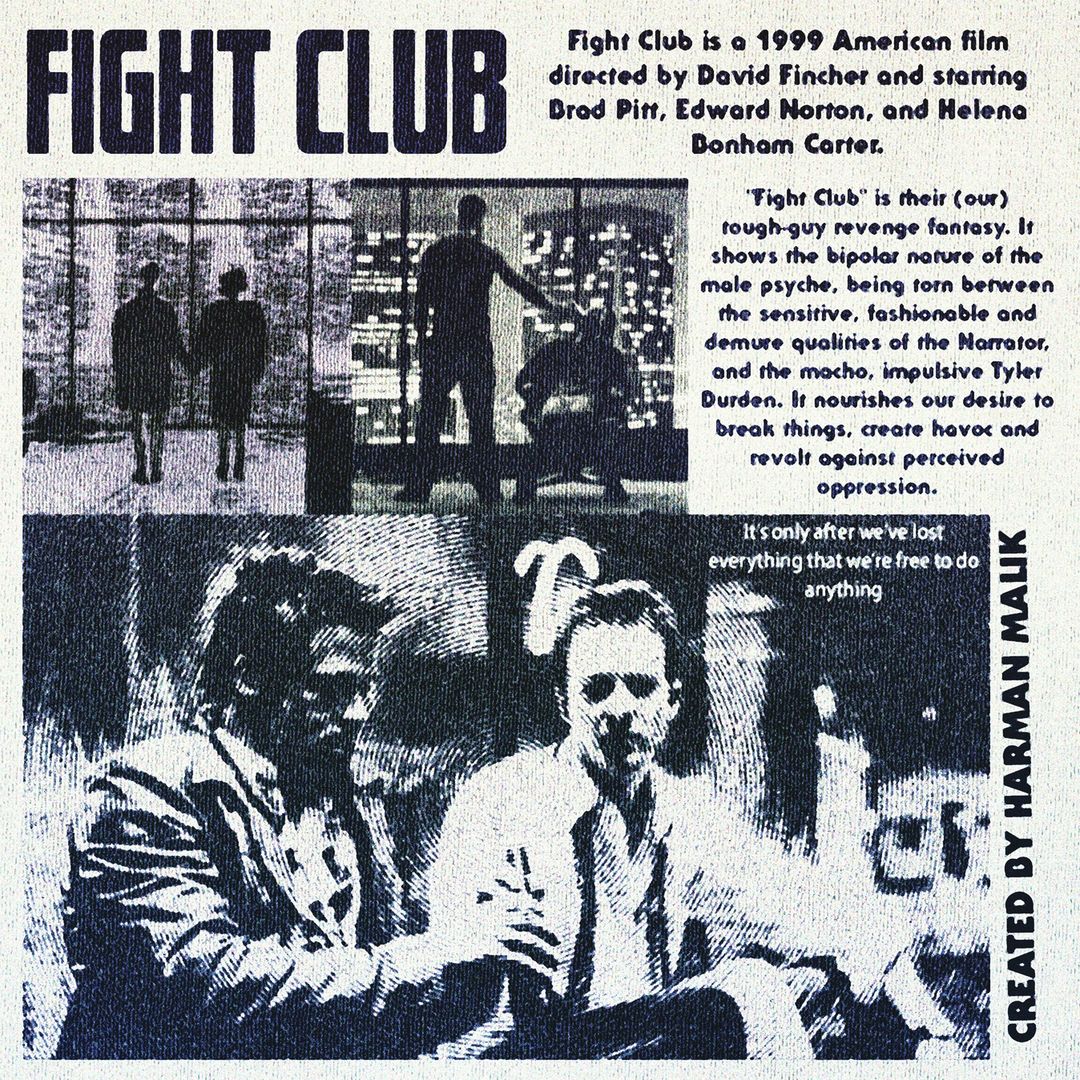 FIGHT CLUB
Fight Club is a 1999 American film
directed by David Fincher and starring
Brad Pitt, Edward Norton, and Helena
Bonham Carter.
"Fight Club" is their (our)
tough-guy revenge fantasy. It
shows the bipolar nature of the
male psyche, being torn between
the sensitive, fashionable and
demure qualities of the Narrator,
and the macho, impulsive Tyler
Durden. It nourishes our desire to
break things, create havoc and
revolt against perceived
oppression.
It's only after we've lost
everything that we're free to do
anything
CREATED BY HARMAN MALIK